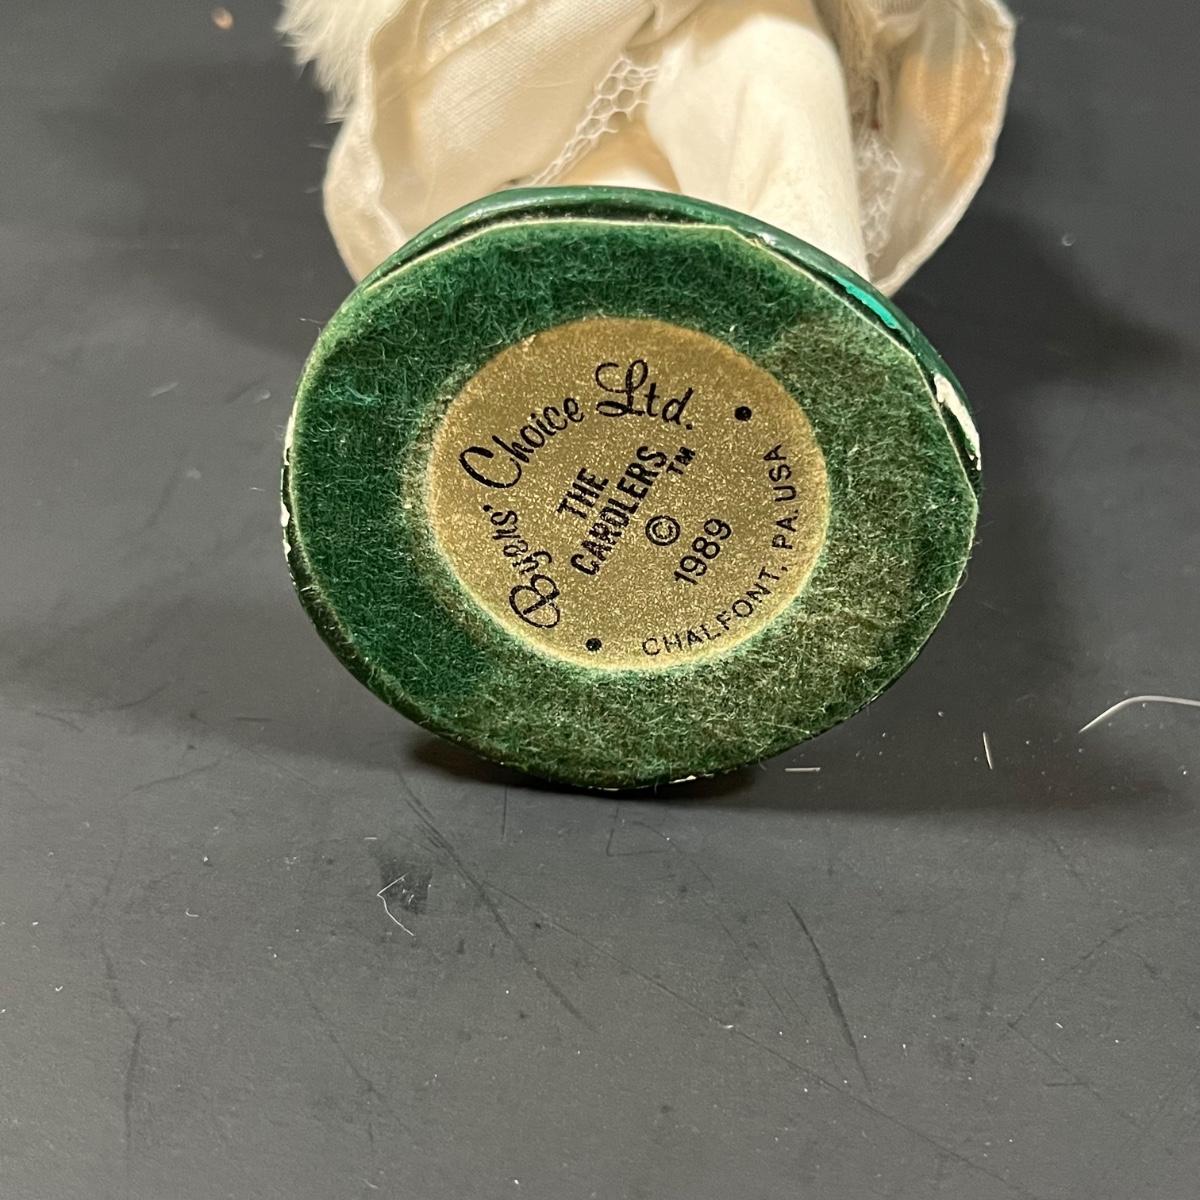 Byers' Choice Ltd.
THE
CAROLERS™
©
1989
CHALFONT, PA. USA